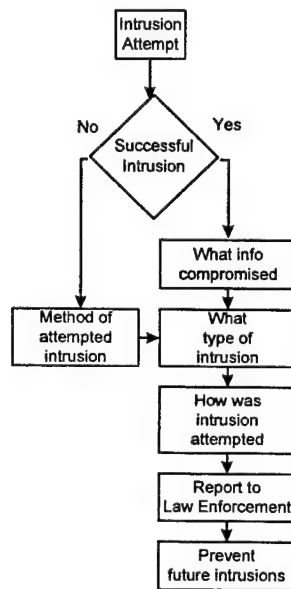 Intrusion
Attempt
No
Yes
Successful
Intrusion
What info
compromised
Method of
attempted
intrusion
What
type of
intrusion
How was
intrusion
attempted
Report to
Law Enforcement
Prevent
future intrusions